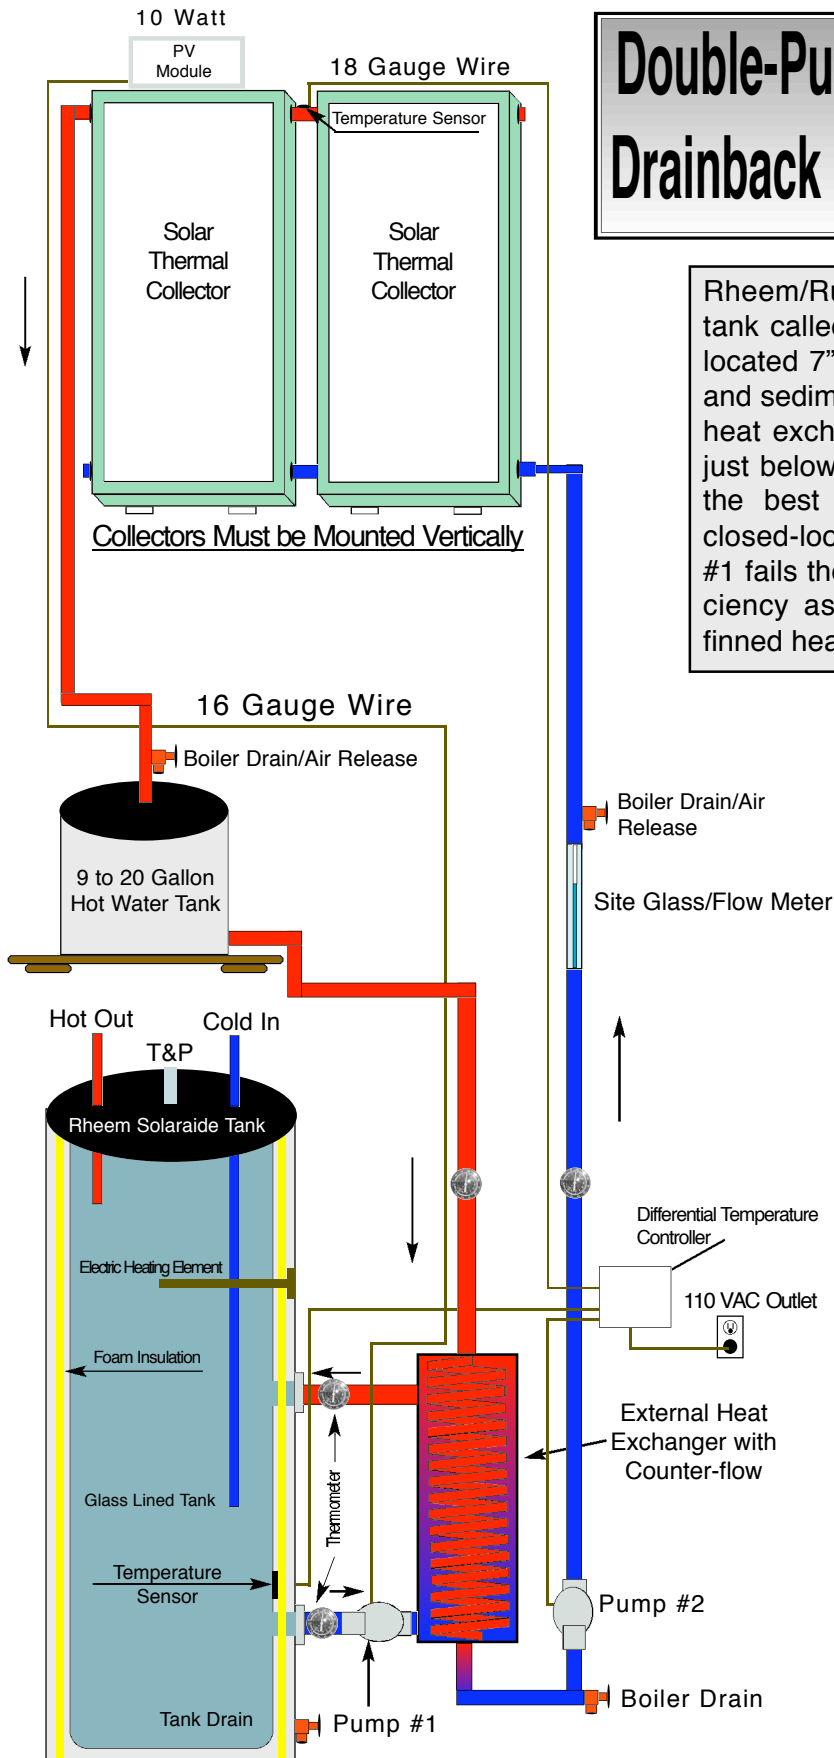 10 Watt
PV
Module
18 Gauge Wire
Temperature Sensor
Double-Pu
Drainback
Solar
Thermal
Collector
Solar
Thermal
Collector
Rheem/Ru
tank called
located 7”
and sedim
heat exch
just below
the best
closed-loo
#1 fails the
ciency as
finned hea
Collectors Must be Mounted Vertically
16 Gauge Wire
Boiler Drain/Air Release
Boiler Drain/Air
Release
9 to 20 Gallon
Hot Water Tank
Site Glass/Flow Meter
Hot Out
Cold In
T&P
Rheem Solaraide Tank
Differential Temperature
Controller
Electric Heating Element
110 VAC Outlet
Foam Insulation
External Heat
Exchanger with
Counter-flow
Thermometer
Glass Lined Tank
Temperature
Sensor
Pump #2
Boiler Drain
Tank Drain
Pump #1